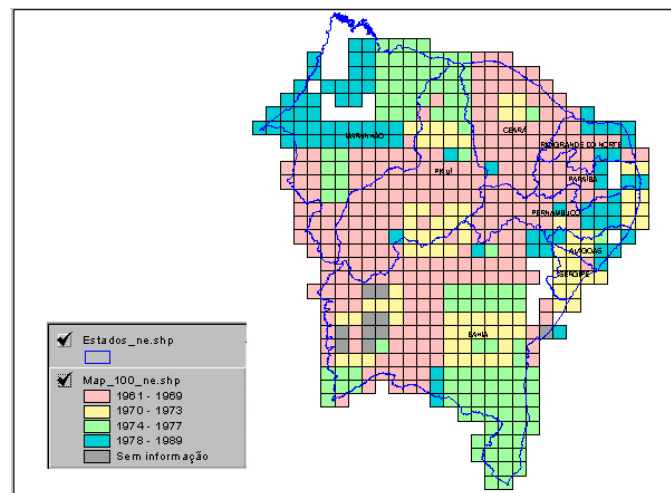 MARANHÃO
CEARÁ
RIO GRANDE DO NORTE
PIAUÍ
PARAÍBA
PERNAMBUCO
ALAGOAS
SERGIPE
BAHIA
Estados_ne.shp
Map_100_ne.shp
1961 - 1969
1970 - 1973
1974 - 1977
1978 - 1989
Sem informação